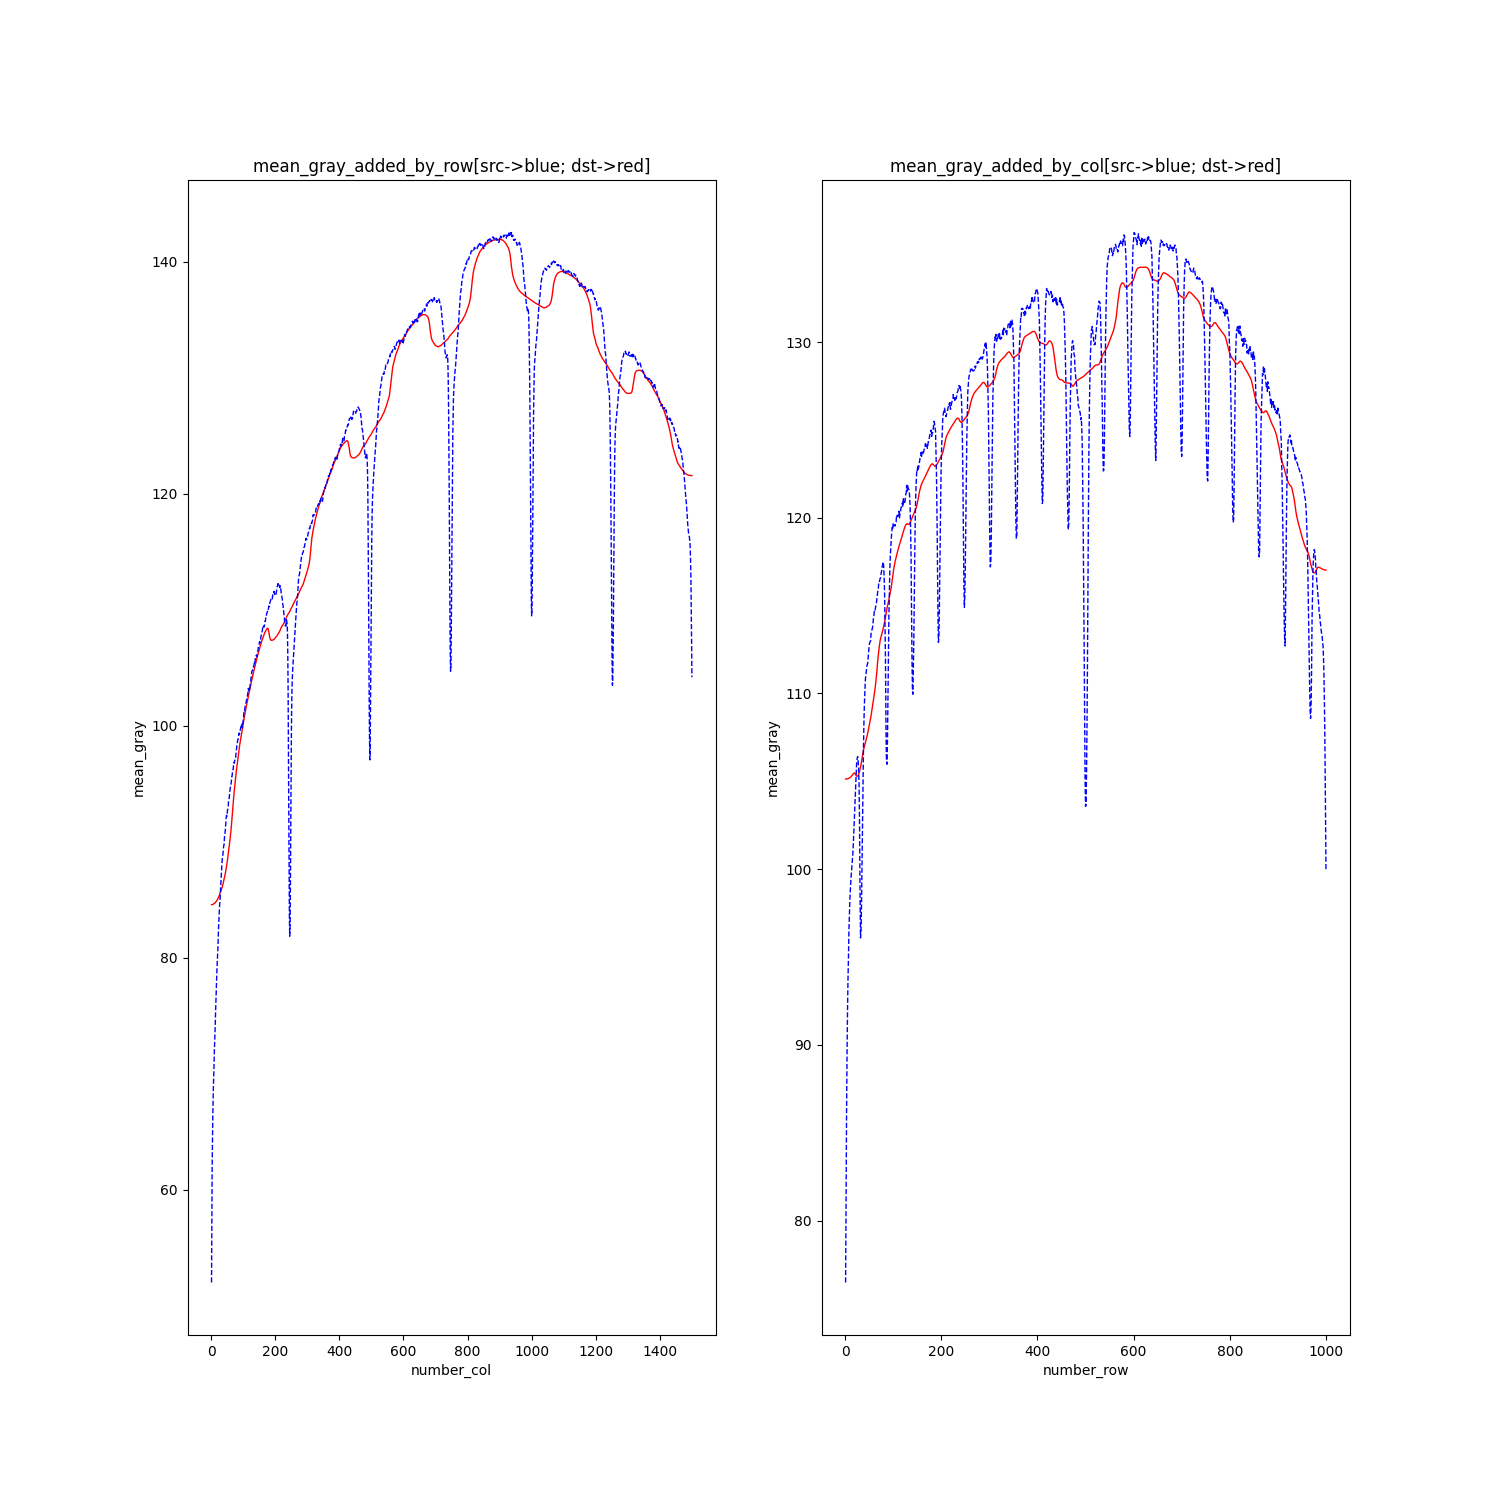 mean_gray_added_by_row[src->blue; dst->red]
mean_gray
140
120
100
80
60
0 200 400 600 800 1000 1200 1400
number_col
mean_gray_added_by_col[src->blue; dst->red]
mean_gray
130
120
110
100
90
80
0 200 400 600 800 1000
number_row